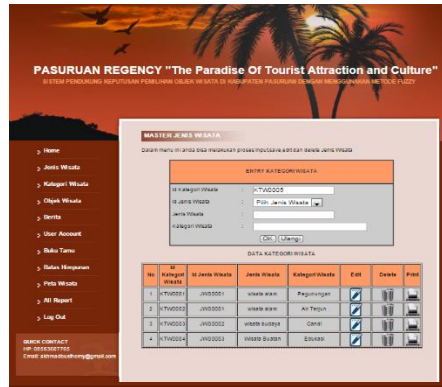 PASURUAN REGENCY "The Paradise Of Tourist Attraction and Culture"
SISTEM PENDUKUNG KEPUTUSAN PEMILIHAN OBJEK WISATA DI KABUPATEN PASURUAN DENGAN MENGGUNAKAN METODE FUZZY
MASTER JENIS WISATA
Dalam menu ini anda bisa melakukan proses input,save,edit dan delete Jenis Wisata
Home
Jenis Wisata
Kategori Wisata
Objek Wisata
Berita
User Account
Buku Tamu
Batas Himpunan
Peta Wisata
All Report
Log Out
QUICK CONTACT
ENTRY KATEGORI WISATA
Id Kategori Wisata : KTW0005
Id Jenis Wisata : Pilih Jenis Wisata
Jenis Wisata :
Kategori Wisata :
OK Ulangi
DATA KATEGORI WISATA
No Id Kategori Wisata Id Jenis Wisata Jenis Wisata Kategori Wisata Edit Delete Print
1 KTW0001 JW00001 wisata alam Pegunungan
2 KTW0002 JW00001 wisata alam Air Terjun
3 KTW0003 JW00002 wisata budaya Candi
4 KTW0004 JW00003 Wisata Buatan Edukasi